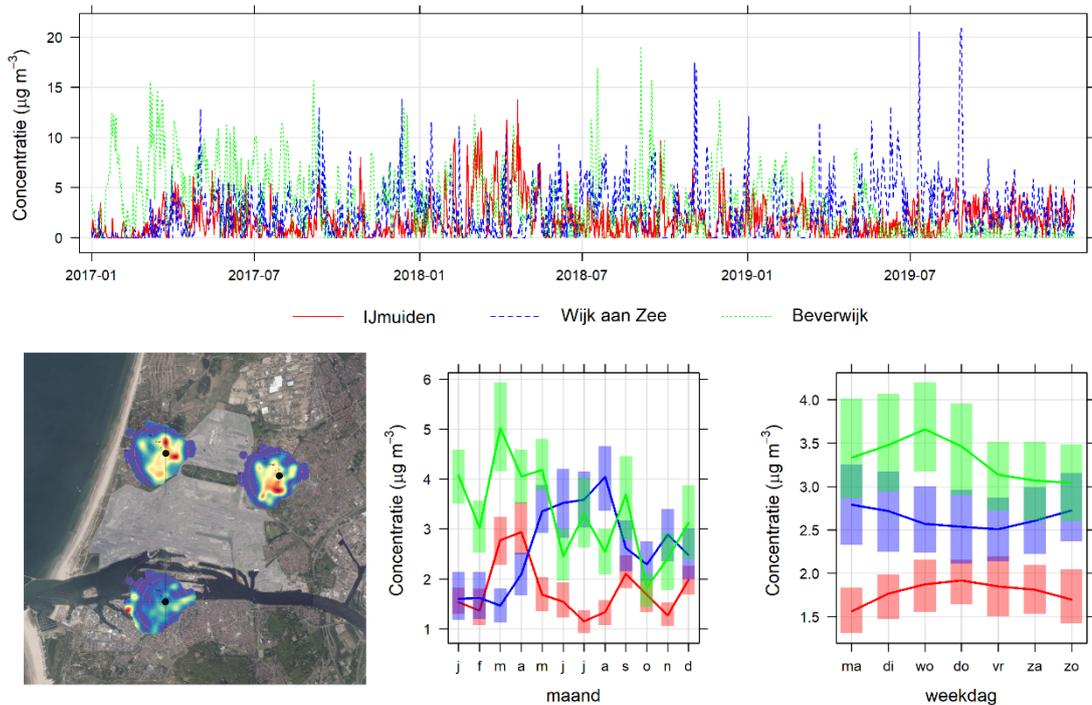 Concentratie (μg m⁻³)
20
15
10
5
0
2017-01 2017-07 2018-01 2018-07 2019-01 2019-07
IJmuiden Wijk aan Zee Beverwijk
Concentratie (μg m⁻³)
6
5
4
3
2
1
j f m a m j j a s o n d
maand
Concentratie (μg m⁻³)
4.0
3.5
3.0
2.5
2.0
1.5
ma di wo do vr za zo
weekdag